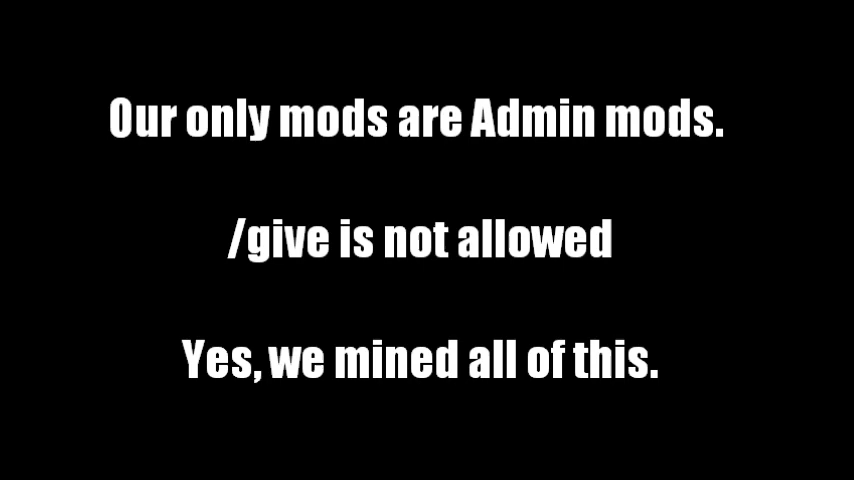 Our only mods are Admin mods.
/give is not allowed
Yes, we mined all of this.